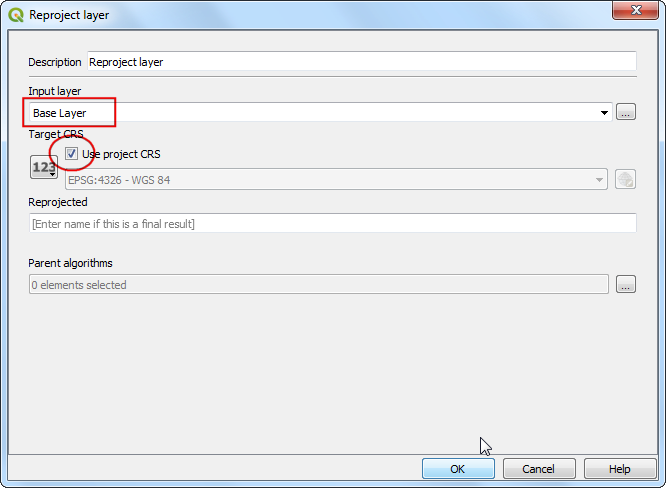 Reproject layer
Description Reproject layer
Input layer
Base Layer
...
Target CRS
Use project CRS
123
EPSG:4326 - WGS 84
Reprojected
[Enter name if this is a final result]
Parent algorithms
0 elements selected
...
OK Cancel Help